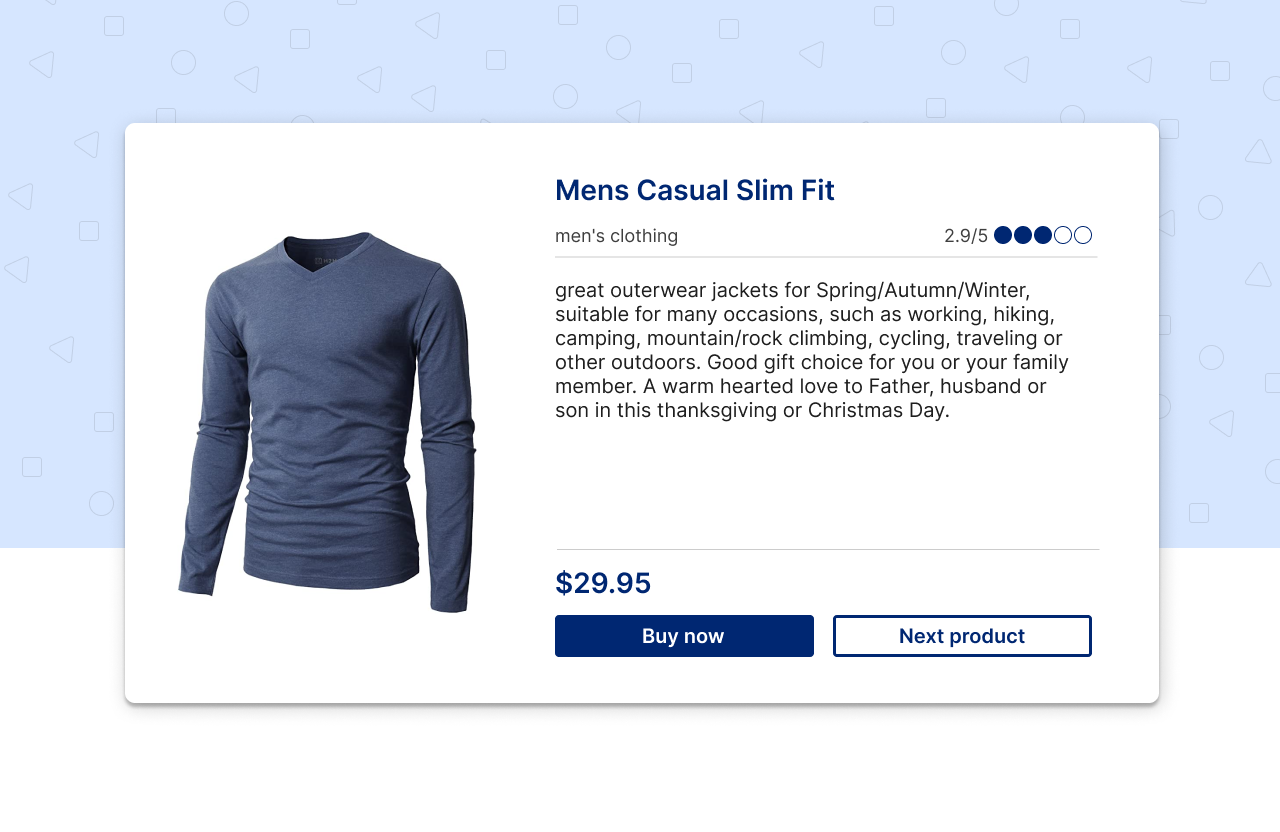 Mens Casual Slim Fit
men's clothing
2.9/5
great outerwear jackets for Spring/Autumn/Winter,
suitable for many occasions, such as working, hiking,
camping, mountain/rock climbing, cycling, traveling or
other outdoors. Good gift choice for you or your family
member. A warm hearted love to Father, husband or
son in this thanksgiving or Christmas Day.
$29.95
Buy now
Next product